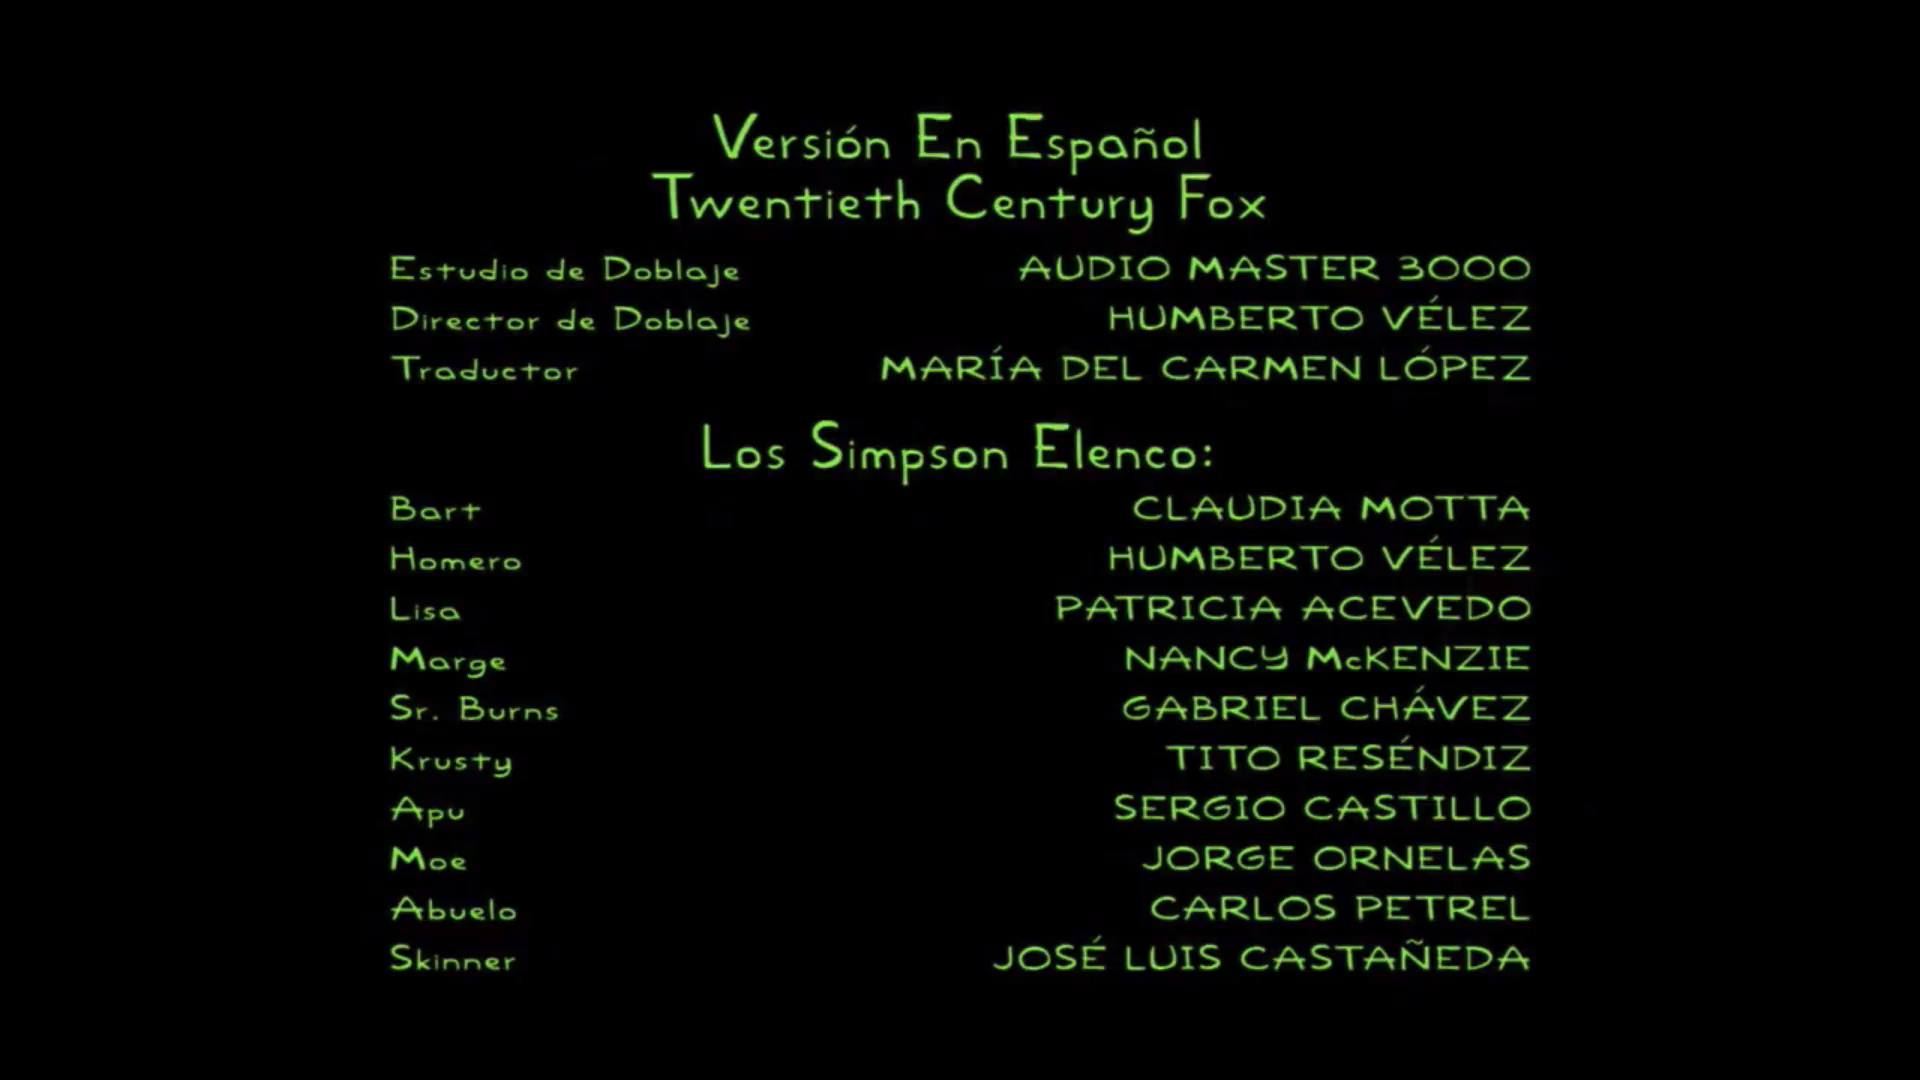 Versión En Español
Twentieth Century Fox
Estudio de Doblaje AUDIO MASTER 3000
Director de Doblaje HUMBERTO VÉLEZ
Traductor MARÍA DEL CARMEN LÓPEZ
Los Simpson Elenco:
Bart CLAUDIA MOTTA
Homero HUMBERTO VÉLEZ
Lisa PATRICIA ACEVEDO
Marge NANCY McKENZIE
Sr. Burns GABRIEL CHÁVEZ
Krusty TITO RESÉNDIZ
Apu SERGIO CASTILLO
Moe JORGE ORNELAS
Abuelo CARLOS PETREL
Skinner JOSÉ LUIS CASTAÑEDA